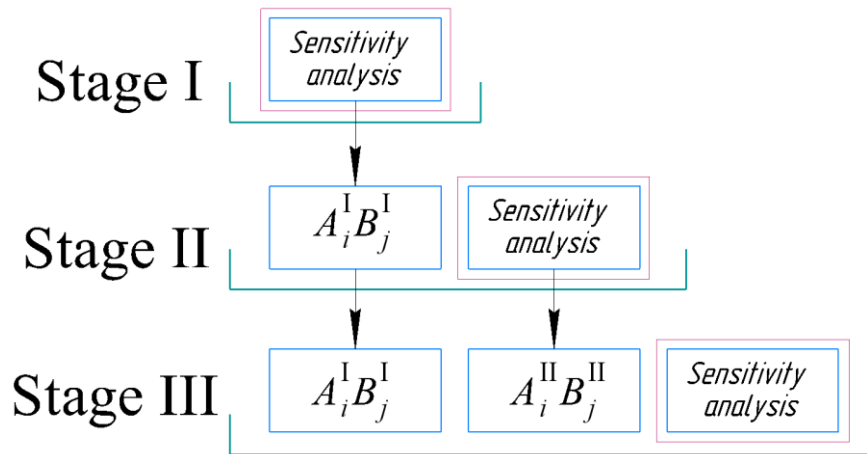 Stage I
Sensitivity
analysis
Stage II
A_i^I B_j^I
Sensitivity
analysis
Stage III
A_i^I B_j^I
A_i^II B_j^II
Sensitivity
analysis